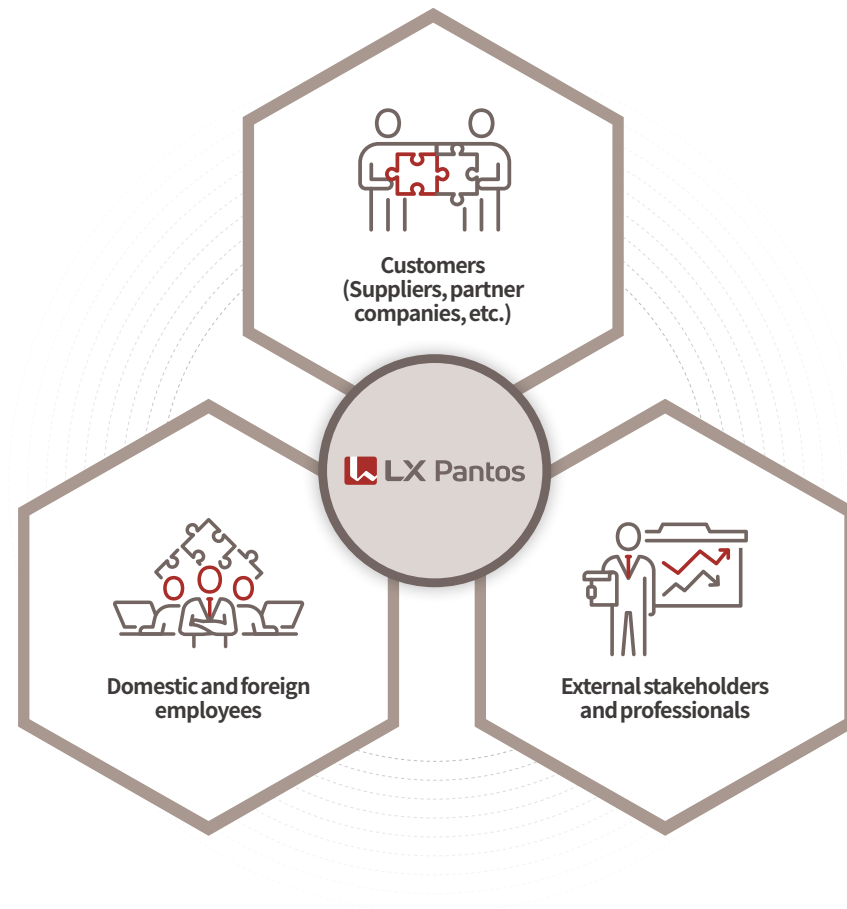 Customers
(Suppliers, partner
companies, etc.)
LX Pantos
Domestic and foreign
employees
External stakeholders
and professionals